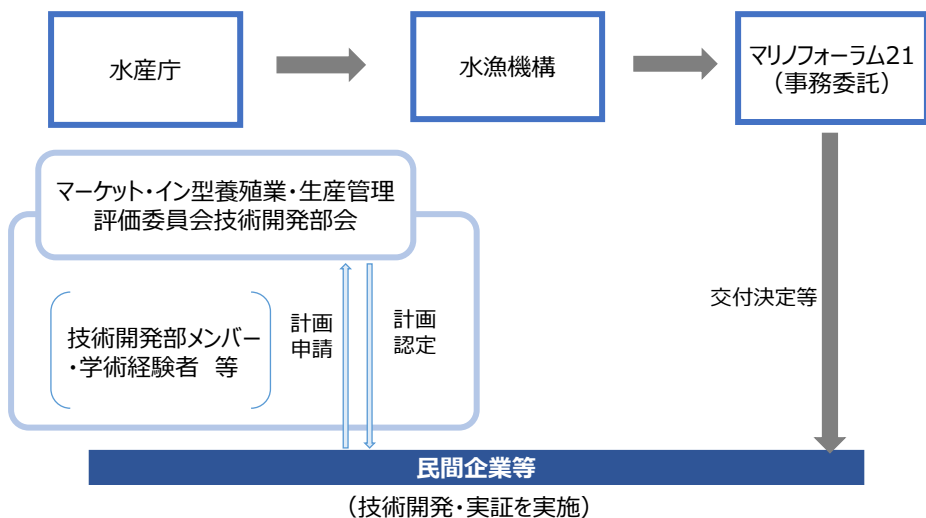 水産庁
水漁機構
マリノフォーラム21
（事務委託）
マーケット・イン型養殖業・生産管理
評価委員会技術開発部会
技術開発部メンバー
・学術経験者　等
計画
申請
計画
認定
交付決定等
民間企業等
（技術開発・実証を実施）